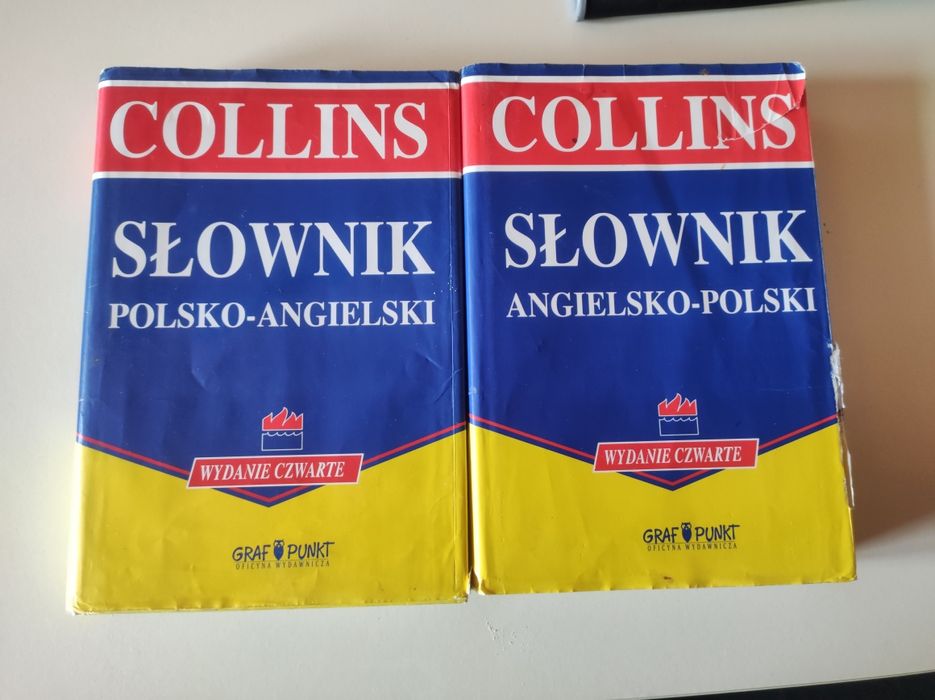 COLLINS
SŁOWNIK
POLSKO-ANGIELSKI
WYDANIE CZWARTE
GRAF PUNKT
OFICYNA WYDAWNICZA
COLLINS
SŁOWNIK
ANGIELSKO-POLSKI
WYDANIE CZWARTE
GRAF PUNKT
OFICYNA WYDAWNICZA